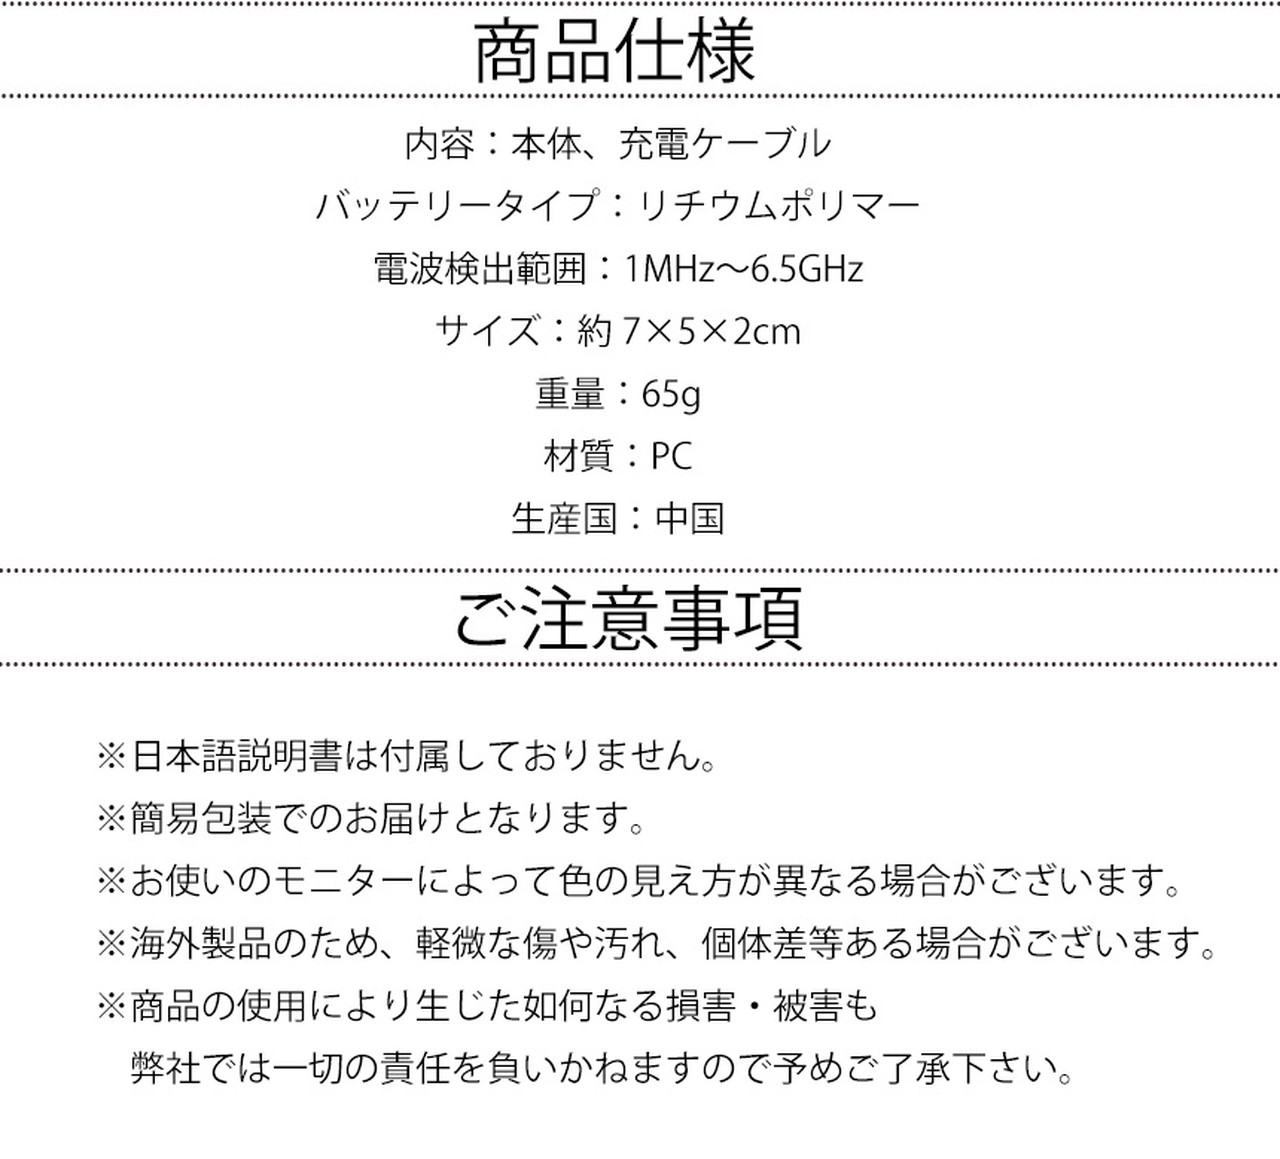 商品仕様
内容：本体、充電ケーブル
バッテリータイプ：リチウムポリマー
電波検出範囲：1MHz～6.5GHz
サイズ：約 7×5×2cm
重量：65g
材質：PC
生産国：中国
ご注意事項
※日本語説明書は付属しておりません。
※簡易包装でのお届けとなります。
※お使いのモニターによって色の見え方が異なる場合がございます。
※海外製品のため、軽微な傷や汚れ、個体差等ある場合がございます。
※商品の使用により生じた如何なる損害・被害も
弊社では一切の責任を負いかねますので予めご了承下さい。